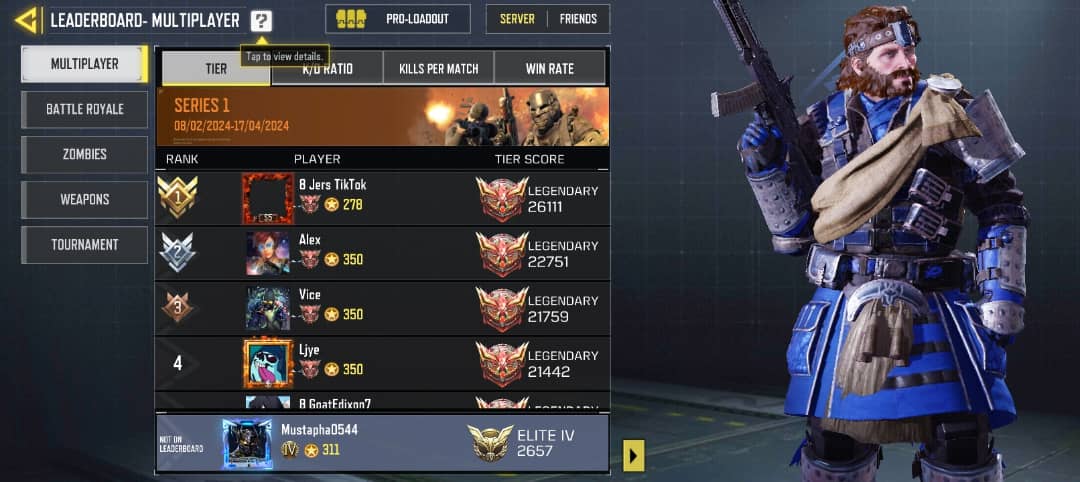 LEADERBOARD- MULTIPLAYER ?
PRO-LOADOUT
SERVER FRIENDS
Tap to view details.
MULTIPLAYER
BATTLE ROYALE
ZOMBIES
WEAPONS
TOURNAMENT
TIER K/D RATIO KILLS PER MATCH WIN RATE
SERIES 1
08/02/2024-17/04/2024
RANK PLAYER TIER SCORE
1 B Jers TikTok LEGENDARY
278 26111
2 Alex LEGENDARY
350 22751
3 Vice LEGENDARY
350 21759
4 Ljye LEGENDARY
350 21442
B GoatEdixon7 LEGENDARY
NOT ON
LEADERBOARD
Mustapha0544 ELITE IV
IV 311 2657